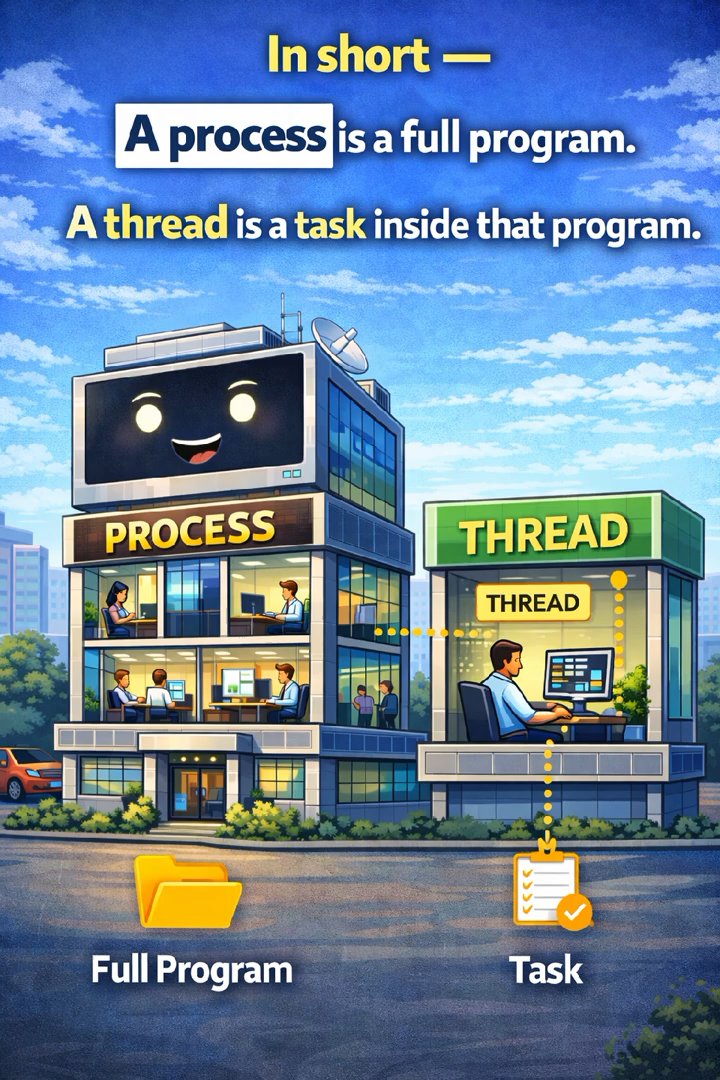 In short —
A process is a full program.
A thread is a task inside that program.
PROCESS
THREAD
THREAD
Full Program
Task